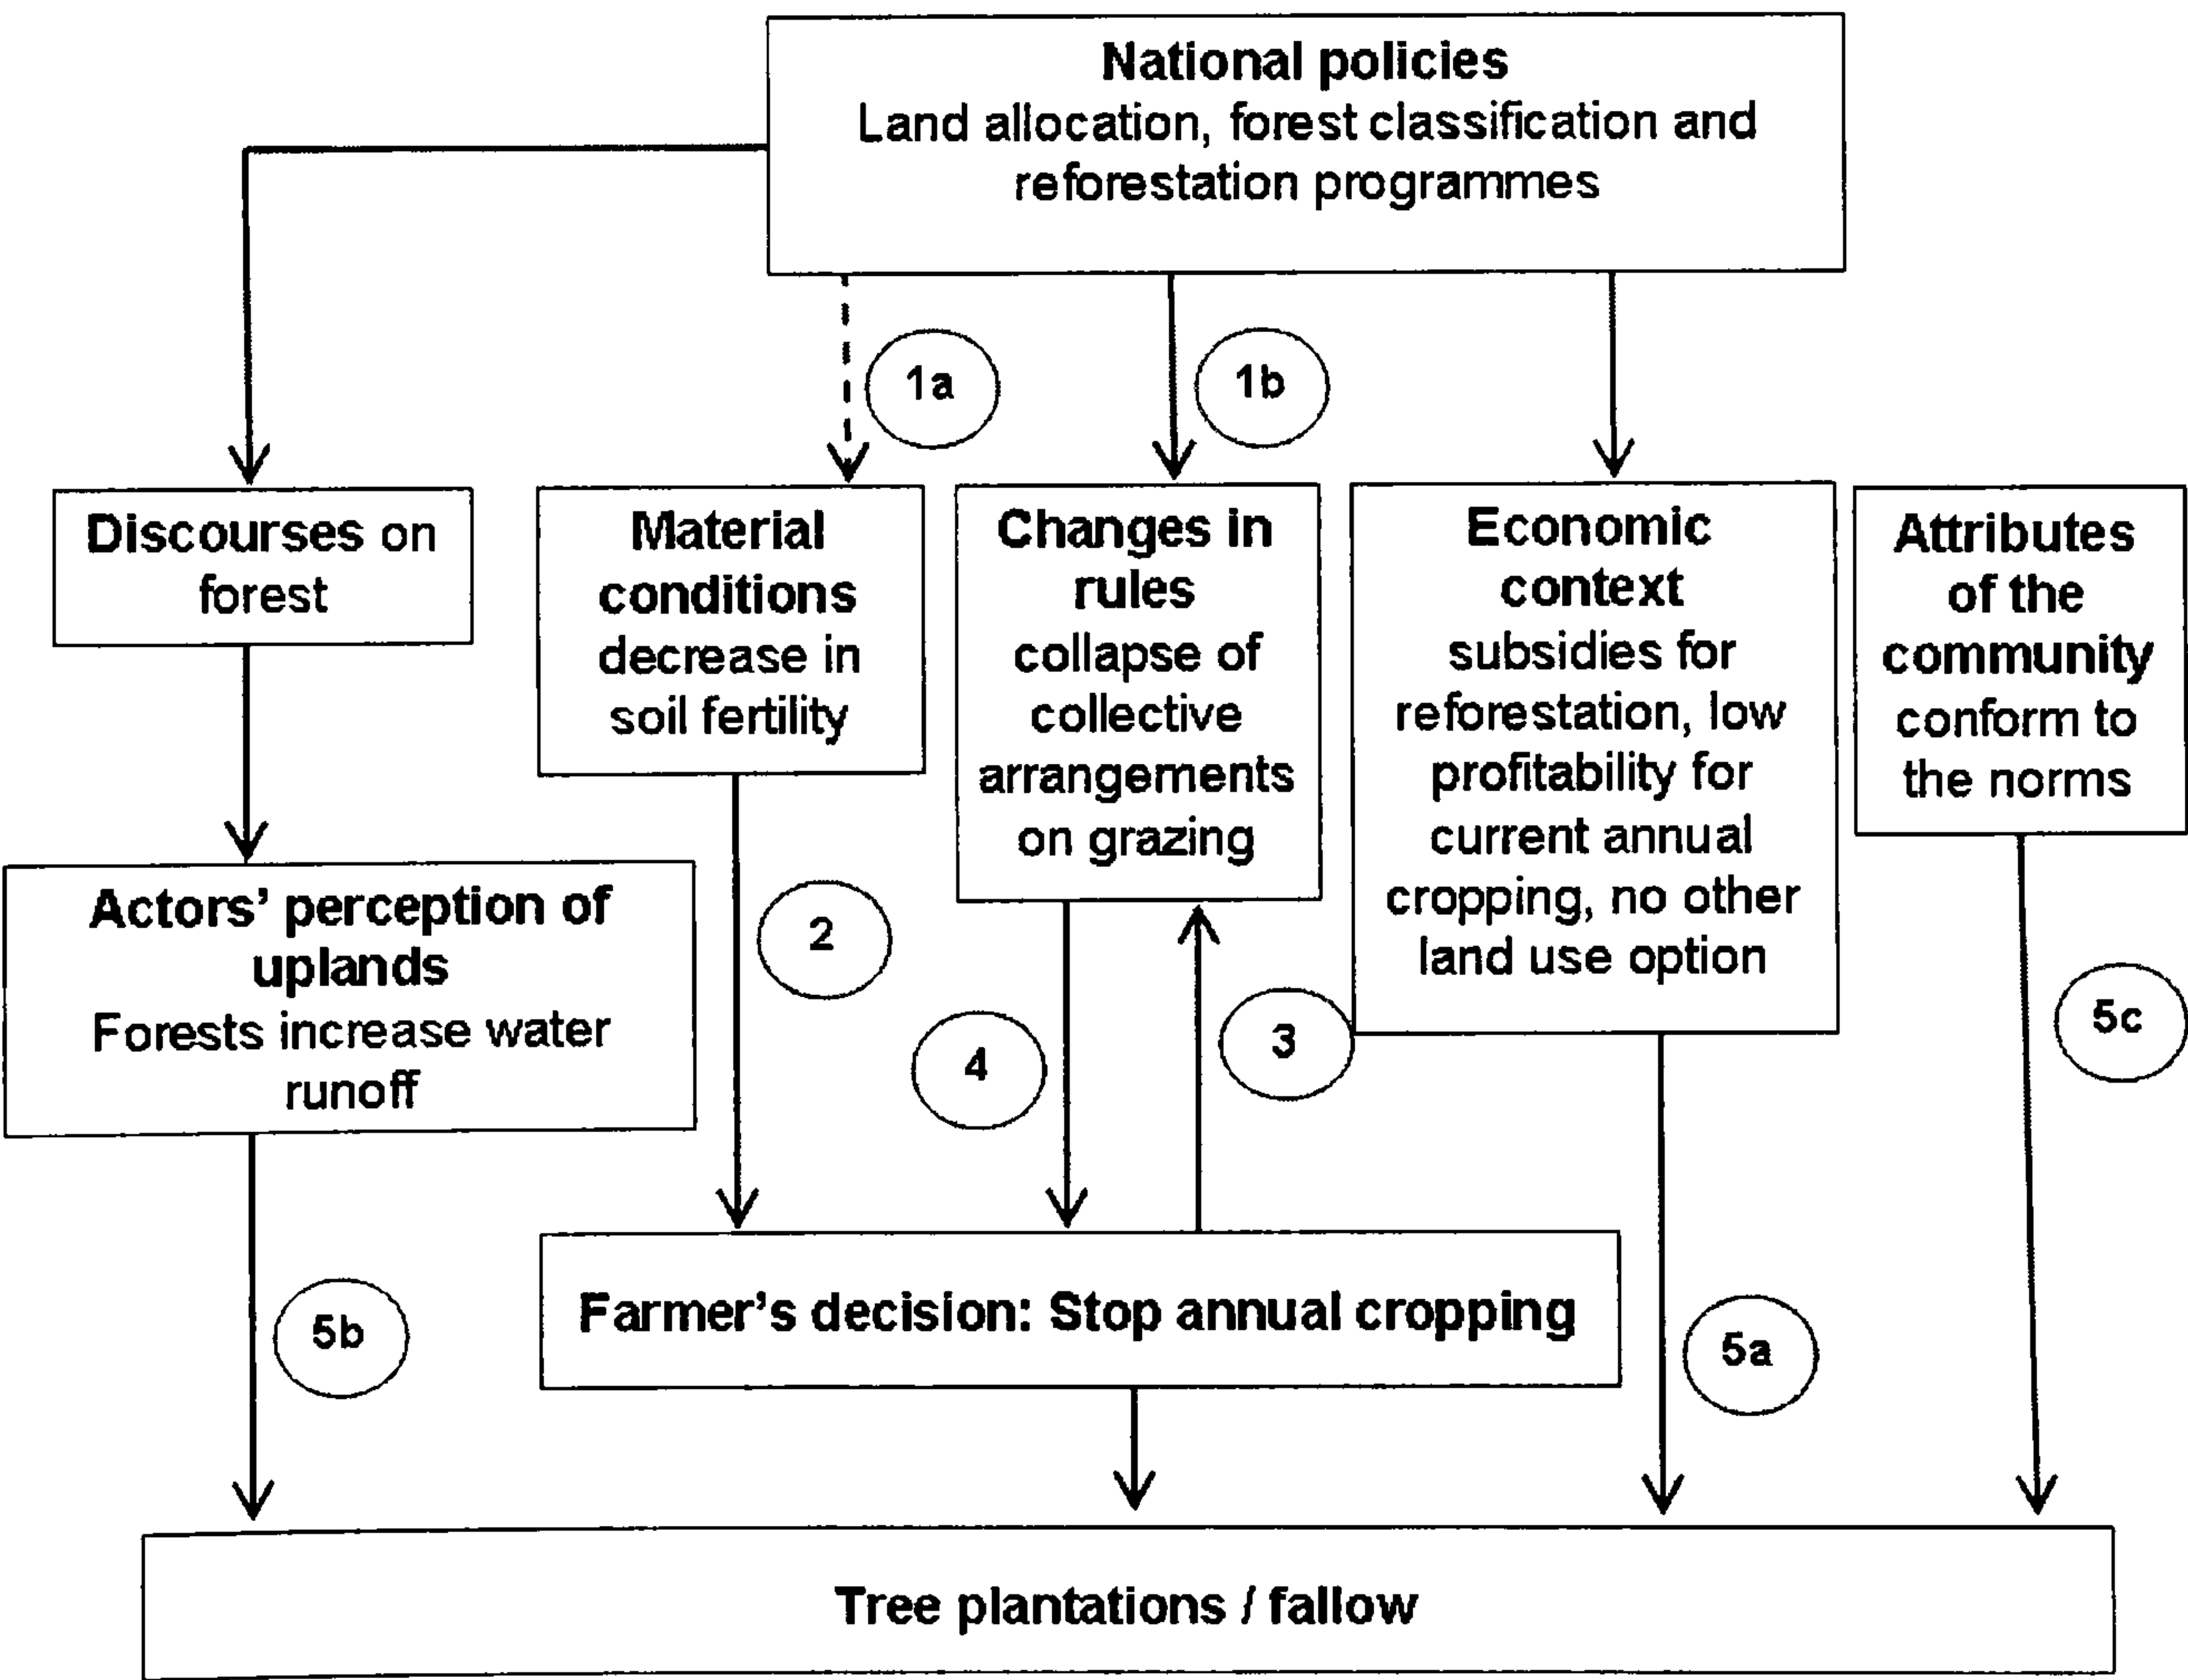 National policies
Land allocation, forest classification and
reforestation programmes
1a
1b
Discourses on
forest
Material
conditions
decrease in
soil fertility
Changes in
rules
collapse of
collective
arrangements
on grazing
Economic
context
subsidies for
reforestation, low
profitability for
current annual
cropping, no other
land use option
Attributes
of the
community
conform to
the norms
Actors' perception of
uplands
Forests increase water
runoff
2
4
3
5c
Farmer's decision: Stop annual cropping
5b
5a
Tree plantations / fallow